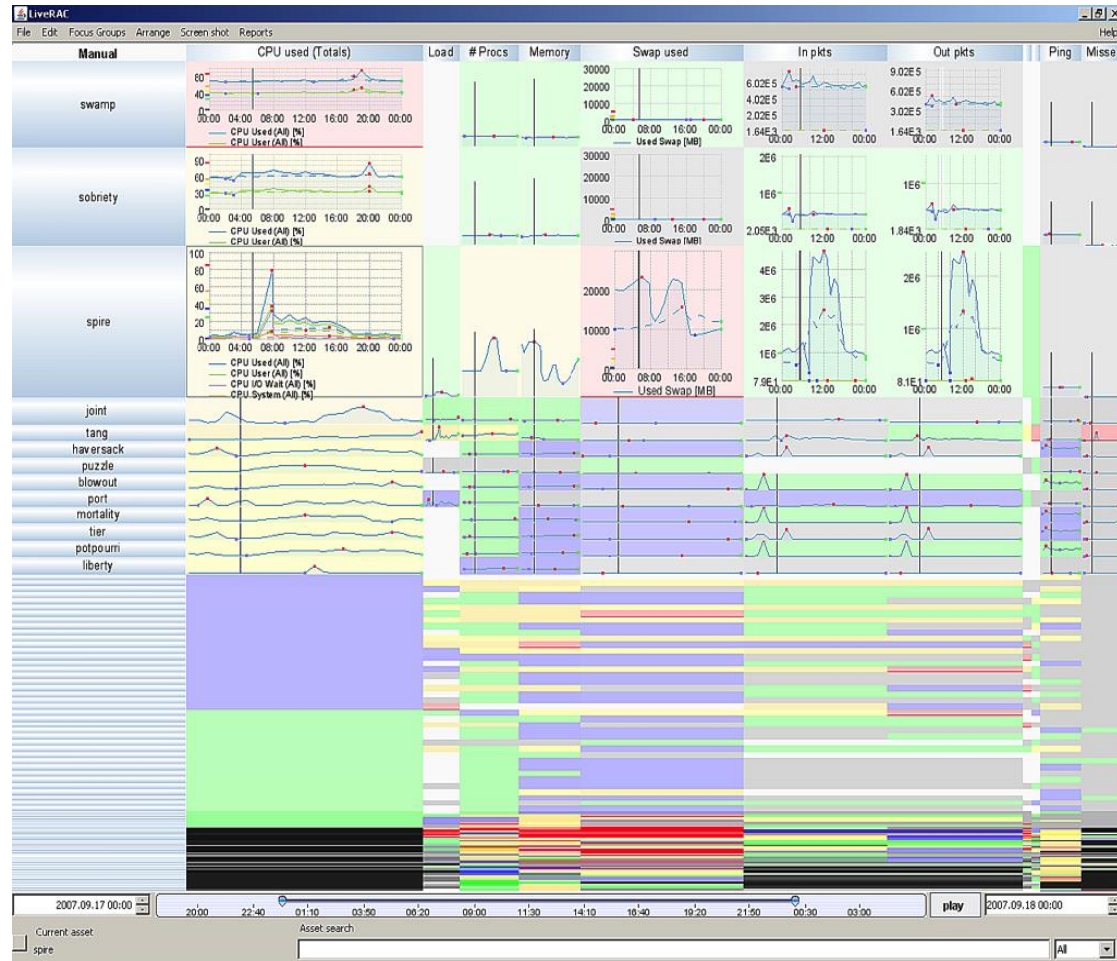 LiveRAC
File Edit Focus Groups Arrange Screen shot Reports Help
Manual CPU used (Totals) Load # Procs Memory Swap used In pkts Out pkts Ping Misse
swamp
80
40
0
00:00 04:00 08:00 12:00 16:00 20:00 00:00
CPU Used (All) [%]
CPU User (All) [%]
30000
20000
10000
0
00:00 08:00 16:00 00:00
Used Swap [MB]
6.02E5
4.02E5
2.02E5
1.64E3
00:00 12:00 00:00
9.02E5
6.02E5
3.02E5
1.64E3
00:00 12:00 00:00
sobriety
90
60
30
0
00:00 04:00 08:00 12:00 16:00 20:00 00:00
CPU Used (All) [%]
CPU User (All) [%]
30000
20000
10000
0
00:00 08:00 16:00 00:00
Used Swap [MB]
2E6
1E6
2.05E3
00:00 12:00 00:00
1E6
1.84E3
00:00 12:00 00:00
spire
100
80
60
40
20
0
00:00 04:00 08:00 12:00 16:00 20:00 00:00
CPU Used (All) [%]
CPU User (All) [%]
CPU I/O Wait (All) [%]
CPU System (All) [%]
20000
10000
0
00:00 08:00 16:00 00:00
Used Swap [MB]
4E6
3E6
2E6
1E6
7.9E1
00:00 12:00 00:00
2E6
1E6
8.1E1
00:00 12:00 00:00
joint
tang
haversack
puzzle
blowout
port
mortality
tier
potpourri
liberty
2007.09.17 00:00
20:00 22:40 01:10 03:50 06:20 09:00 11:30 14:10 16:40 19:20 21:50 00:30 03:00
play
2007.09.18 00:00
Current asset
spire
Asset search
All